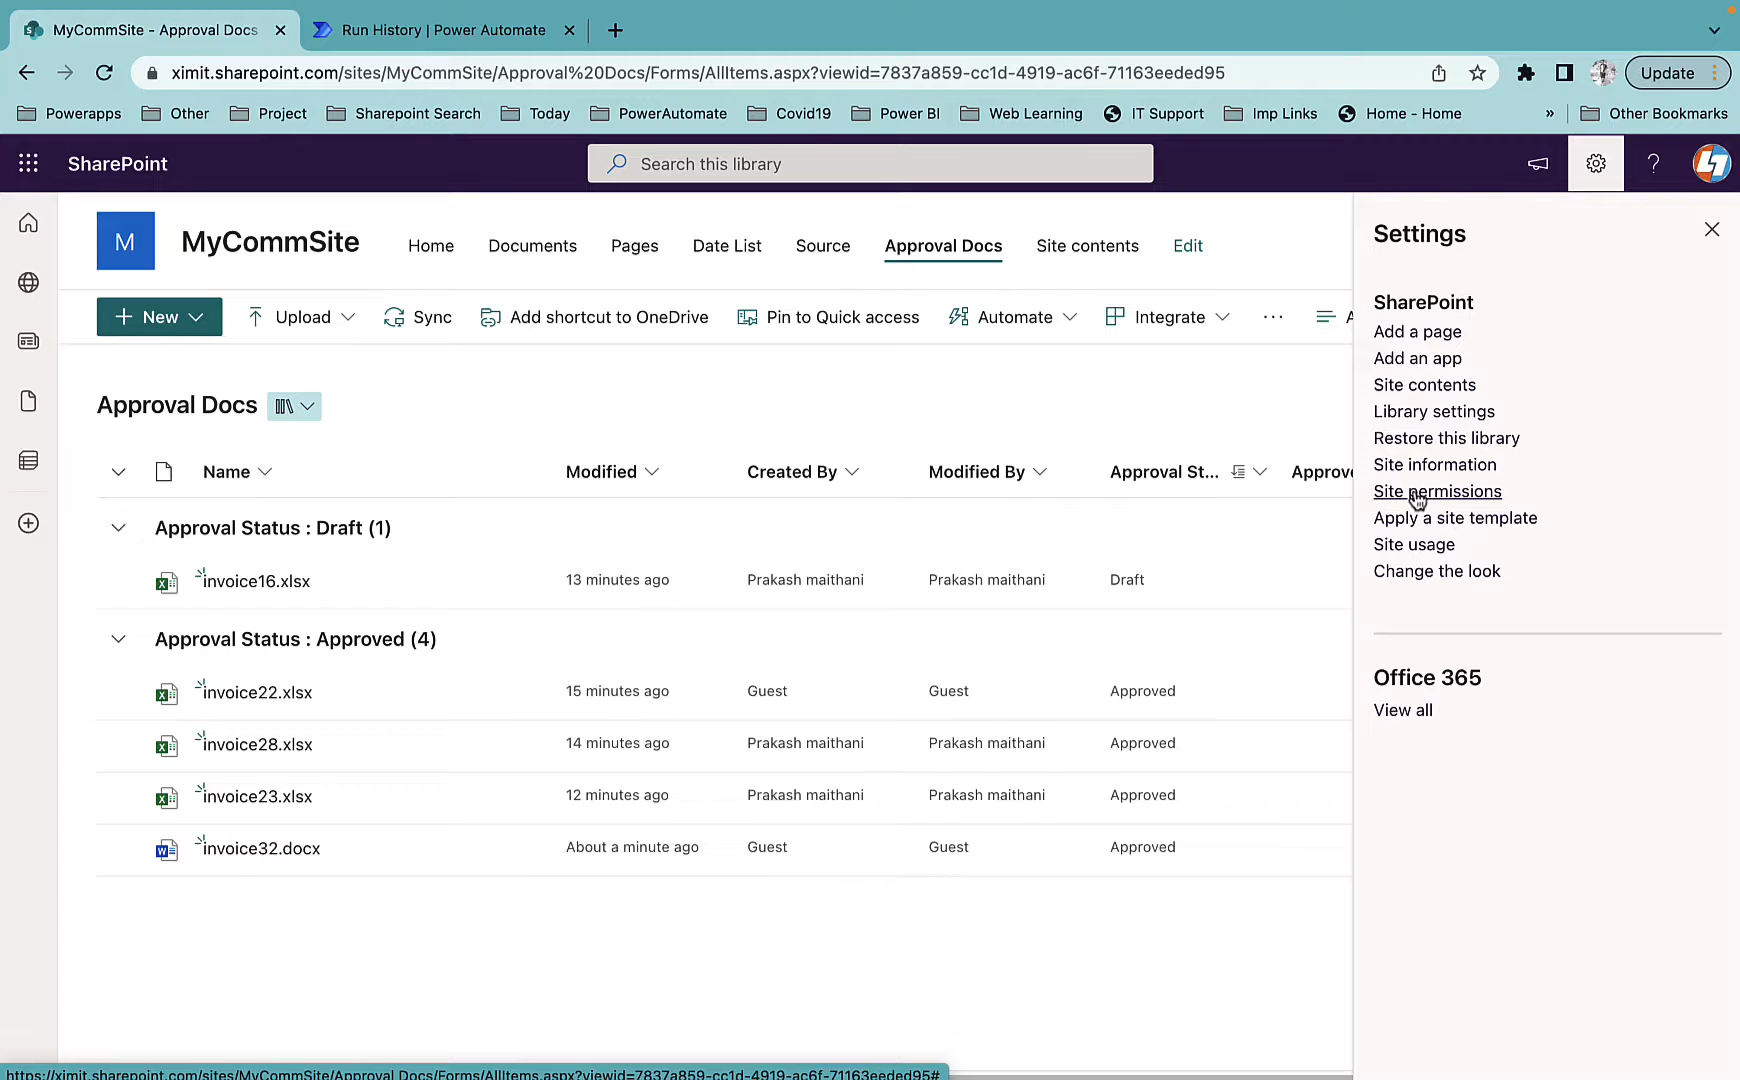 MyCommSite - Approval Docs
Run History | Power Automate
ximit.sharepoint.com/sites/MyCommSite/Approval%20Docs/Forms/AllItems.aspx?viewid=7837a859-cc1d-4919-ac6f-71163eeded95
Update
Powerapps Other Project Sharepoint Search Today PowerAutomate Covid19 Power BI Web Learning IT Support Imp Links Home - Home » Other Bookmarks
SharePoint
Search this library
M
MyCommSite
Home Documents Pages Date List Source Approval Docs Site contents Edit
New Upload Sync Add shortcut to OneDrive Pin to Quick access Automate Integrate ... A
Approval Docs
Name Modified Created By Modified By Approval St... Approve
Approval Status : Draft (1)
invoice16.xlsx 13 minutes ago Prakash maithani Prakash maithani Draft
Approval Status : Approved (4)
invoice22.xlsx 15 minutes ago Guest Guest Approved
invoice28.xlsx 14 minutes ago Prakash maithani Prakash maithani Approved
invoice23.xlsx 12 minutes ago Prakash maithani Prakash maithani Approved
invoice32.docx About a minute ago Guest Guest Approved
Settings
SharePoint
Add a page
Add an app
Site contents
Library settings
Restore this library
Site information
Site permissions
Apply a site template
Site usage
Change the look
Office 365
View all
https://ximit.sharepoint.com/sites/MyCommSite/Approval Docs/Forms/AllItems.aspx?viewid=7837a859-cc1d-4919-ac6f-71163eeded95#